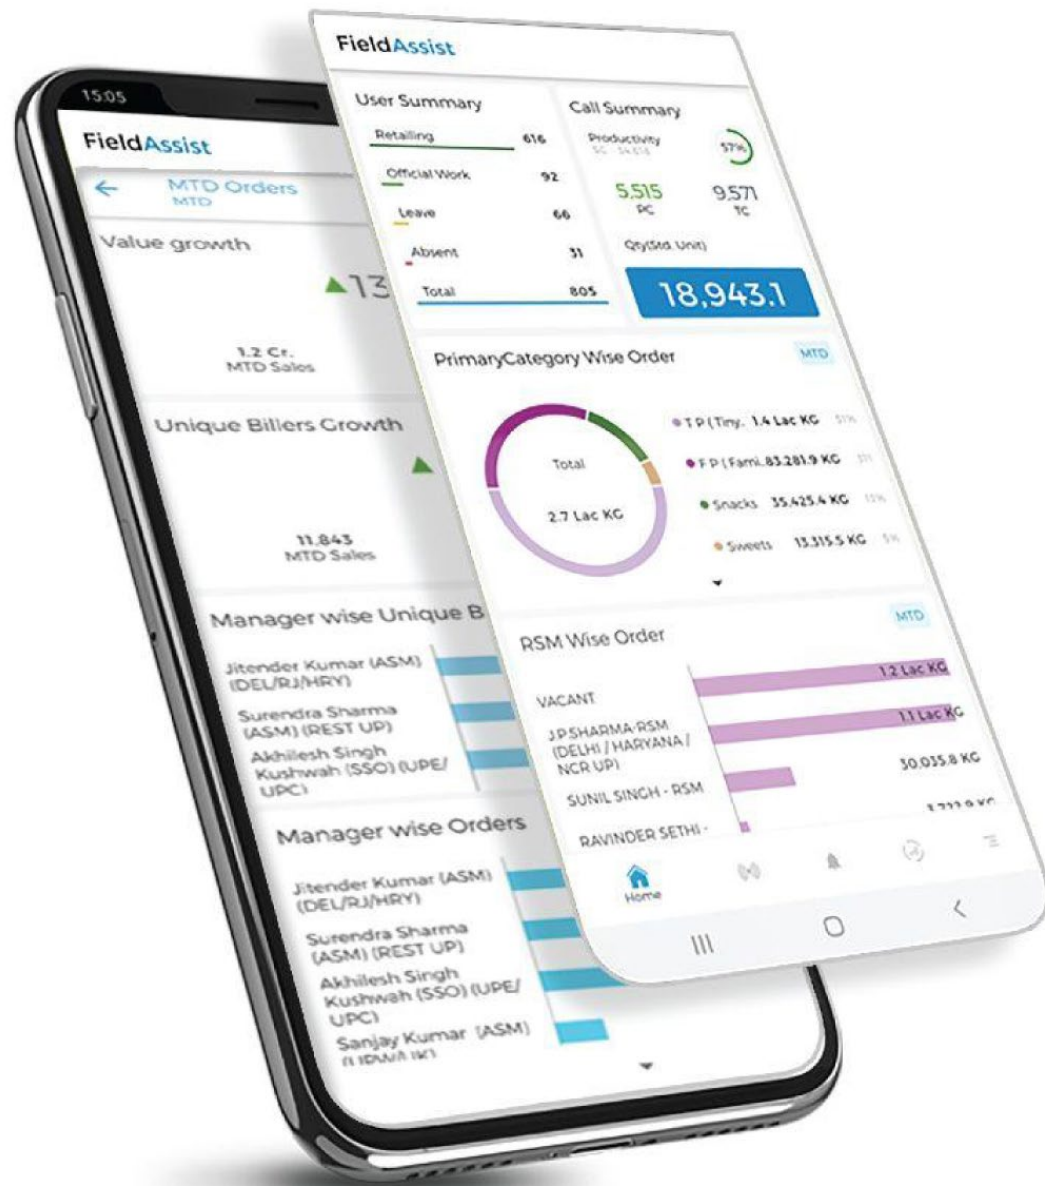 15:05
FieldAssist
MTD Orders
MTD
Value growth
13
1.2 Cr.
MTD Sales
Unique Billers Growth
11,843
MTD Sales
Manager wise Unique B
Jitender Kumar (ASM)
(DEL/RJ/HRY)
Surendra Sharma
(ASM) (REST UP)
Akhilesh Singh
Kushwah (SSO) (UPE/
UPC)
Manager wise Orders
Jitender Kumar (ASM)
(DEL/RJ/HRY)
Surendra Sharma
(ASM) (REST UP)
Akhilesh Singh
Kushwah (SSO) (UPE/
UPC)
Sanjay Kumar (ASM)
FieldAssist
User Summary
Retailing 616
Official Work 92
Leave 66
Absent 31
Total 805
Call Summary
Productivity
57%
5,515 9,571
PC TC
Qty(Std. Unit)
18,943.1
PrimaryCategory Wise Order MTD
Total
2.7 Lac KG
T P ( Tiny. 1.4 Lac KG 51%
F P ( Fami.. 83,281.9 KG
Snacks 35,425.4 KG 13%
Sweets 13,315.5 KG 5%
RSM Wise Order MTD
VACANT 1.2 Lac KG
J.P.SHARMA-RSM 1.1 Lac KG
(DELHI / HARYANA /
NCR UP)
SUNIL SINGH - RSM 30,035.8 KG
RAVINDER SETHI -
Home